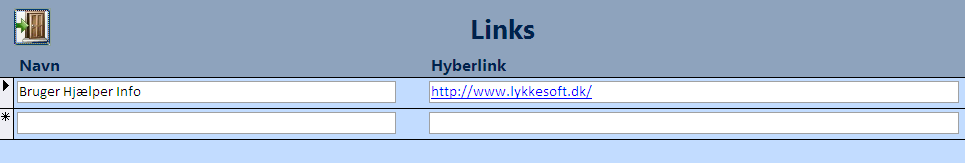 Links
Navn Hyberlink
Bruger Hjælper Info http://www.lykkesoft.dk/